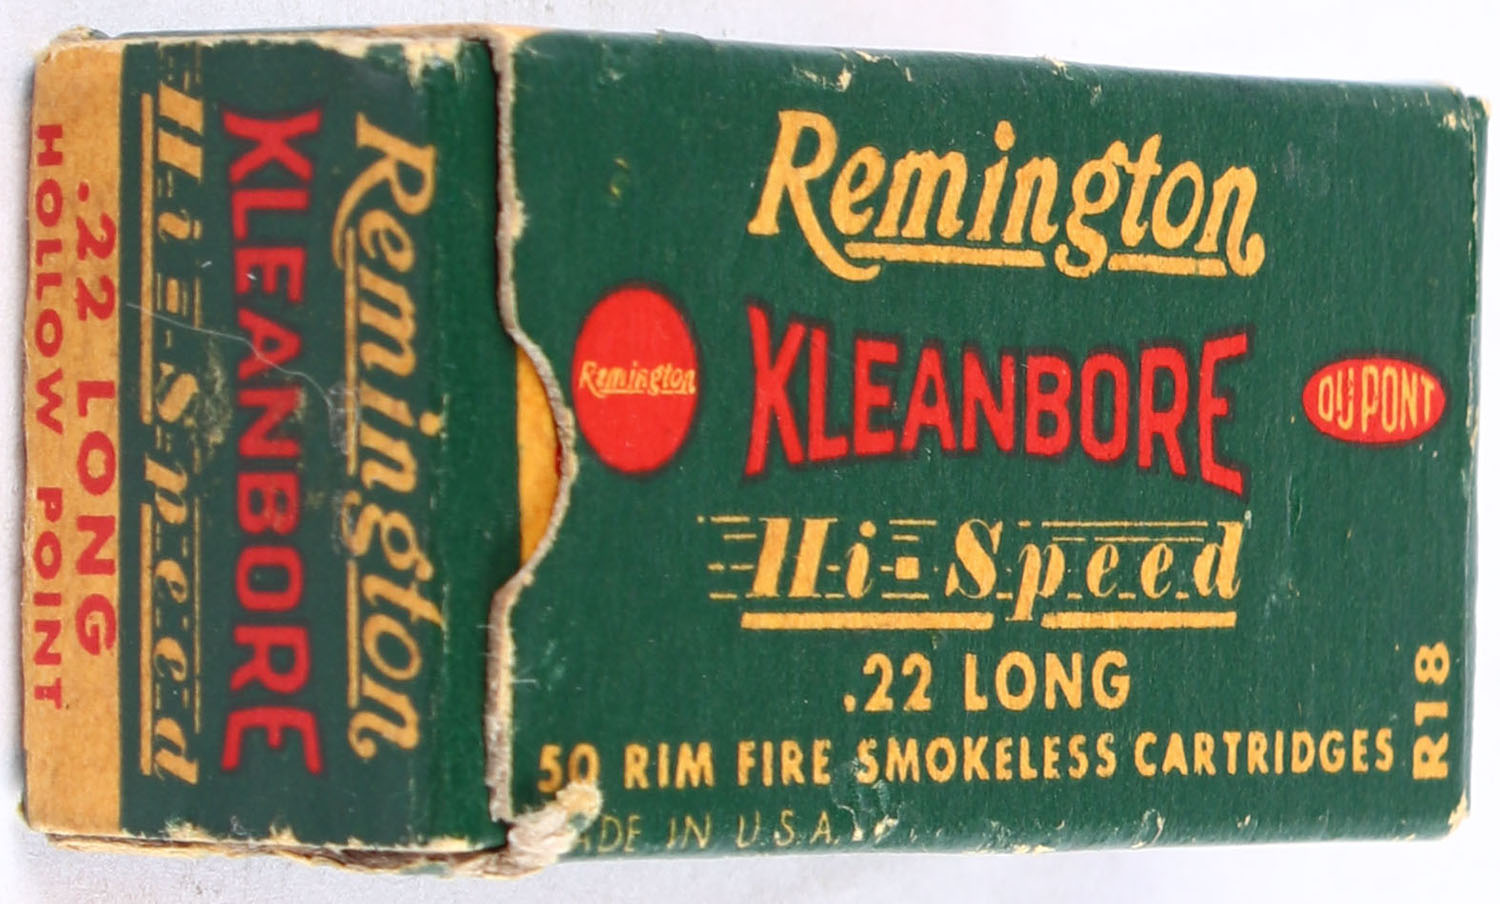 Remington
KLEANBORE
Hi-Speed
.22 LONG
HOLLOW POINT
Remington
Remington
KLEANBORE
DU PONT
Hi-Speed
.22 LONG
50 RIM FIRE SMOKELESS CARTRIDGES
R18
IN U.S.A.